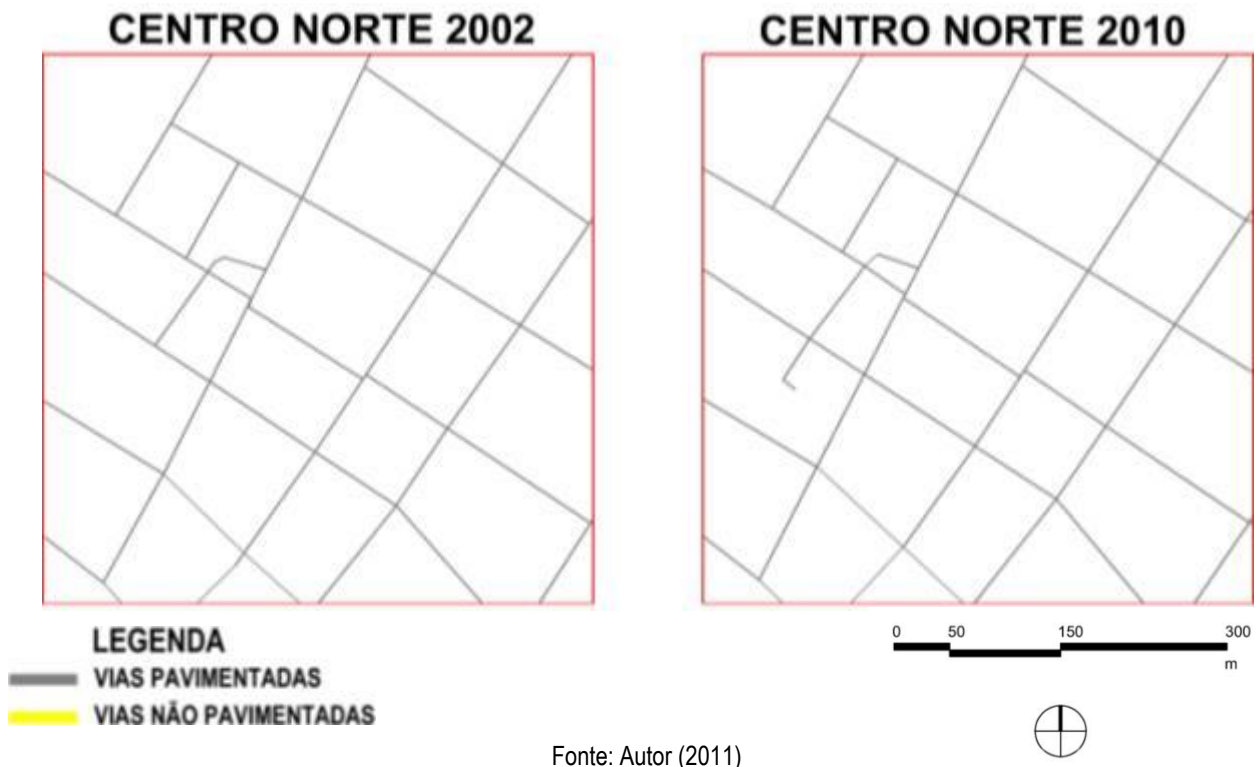 CENTRO NORTE 2002
CENTRO NORTE 2010
LEGENDA
VIAS PAVIMENTADAS
VIAS NÃO PAVIMENTADAS
0 50 150 300
m
Fonte: Autor (2011)